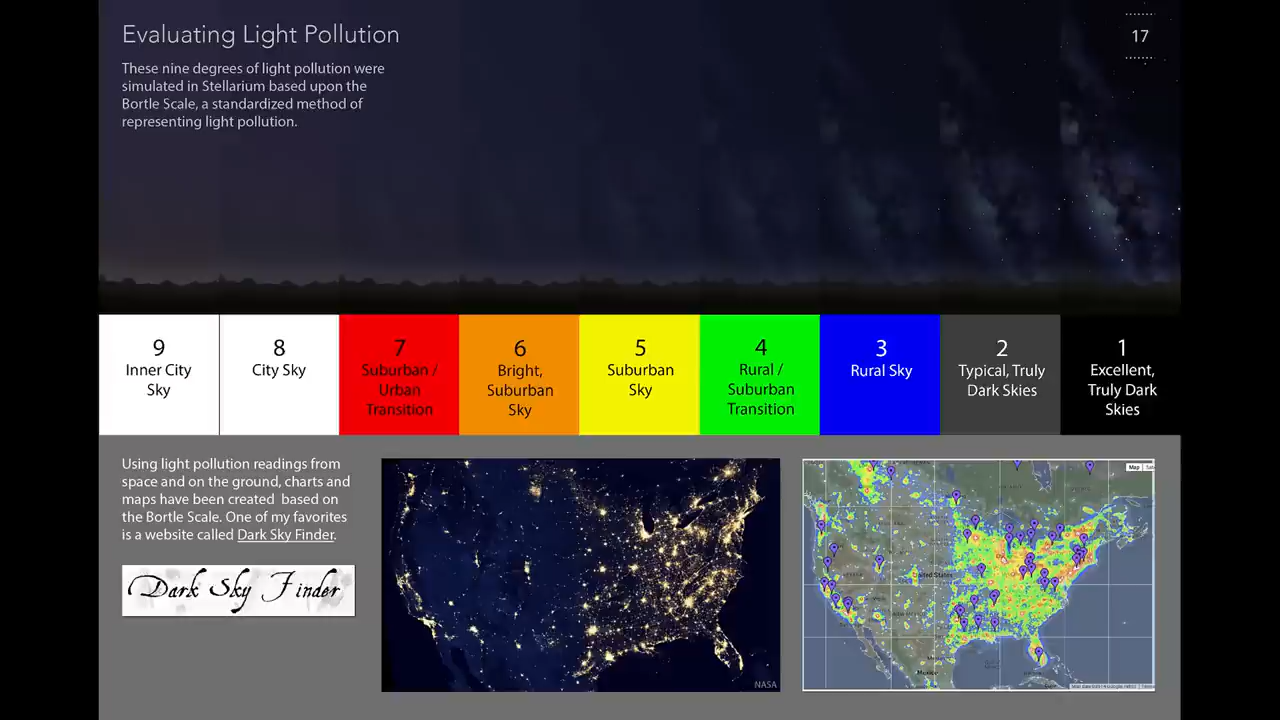 Evaluating Light Pollution
17
These nine degrees of light pollution were
simulated in Stellarium based upon the
Bortle Scale, a standardized method of
representing light pollution.
9
Inner City
Sky
8
City Sky
7
Suburban /
Urban
Transition
6
Bright,
Suburban
Sky
5
Suburban
Sky
4
Rural /
Suburban
Transition
3
Rural Sky
2
Typical, Truly
Dark Skies
1
Excellent,
Truly Dark
Skies
Using light pollution readings from
space and on the ground, charts and
maps have been created based on
the Bortle Scale. One of my favorites
is a website called Dark Sky Finder.
Dark Sky Finder
NASA
Map
United States
Mexico